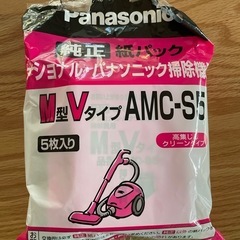 Panasonic
純正 紙パック
ショナル・パナソニック掃除機
M型Vタイプ AMC-S5
5枚入り
高集じん
クリーンタイプ